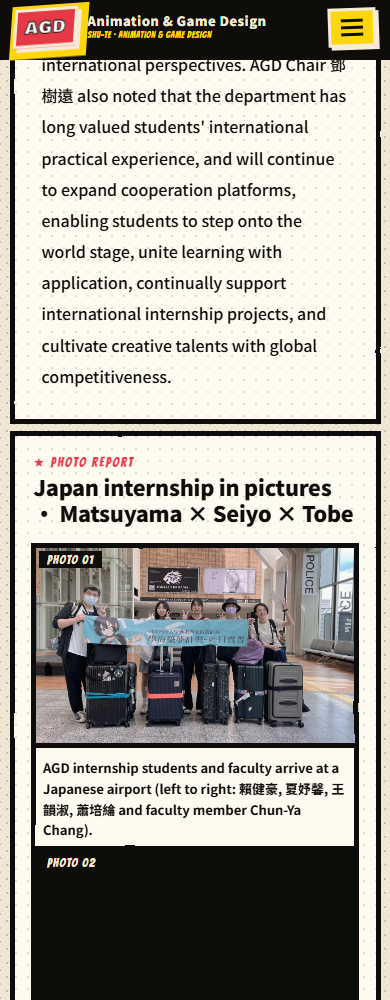 AGD
Animation & Game Design
SHU-TE · ANIMATION & GAME DESIGN
international perspectives. AGD Chair 鄧
樹遠 also noted that the department has
long valued students' international
practical experience, and will continue
to expand cooperation platforms,
enabling students to step onto the
world stage, unite learning with
application, continually support
international internship projects, and
cultivate creative talents with global
competitiveness.
★ PHOTO REPORT
Japan internship in pictures
・ Matsuyama × Seiyo × Tobe
PHOTO 01
POLICE
AGD internship students and faculty arrive at a
Japanese airport (left to right: 賴健豪, 夏妤馨, 王
韻淑, 蕭培綸 and faculty member Chun-Ya
Chang).
PHOTO 02